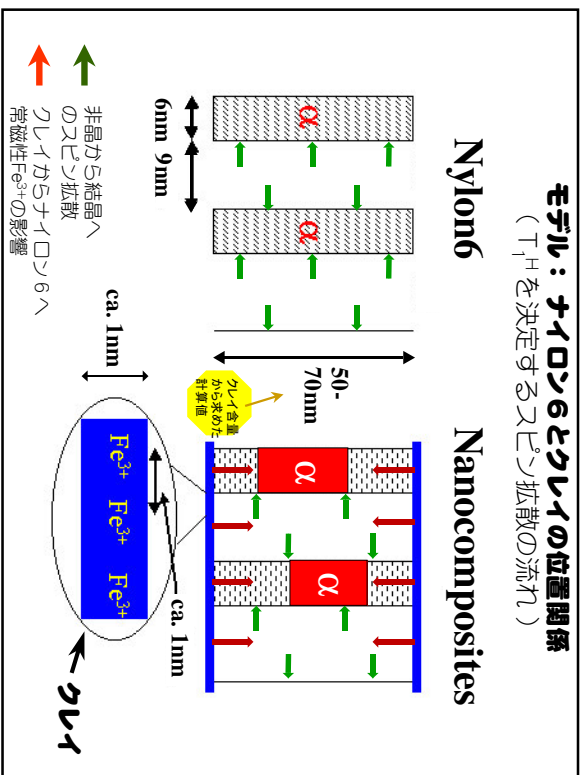 モデル：ナイロン6とクレイの位置関係
（T₁ᴴを決定するスピン拡散の流れ）
Nylon6
Nanocomposites
α
α
6nm
9nm
50-
70nm
クレイ含量
から求めた
計算値
α
α
非晶から結晶へ
のスピン拡散
クレイからナイロン6へ
常磁性Fe³⁺の影響
ca. 1nm
Fe³⁺
Fe³⁺
Fe³⁺
ca. 1nm
クレイ